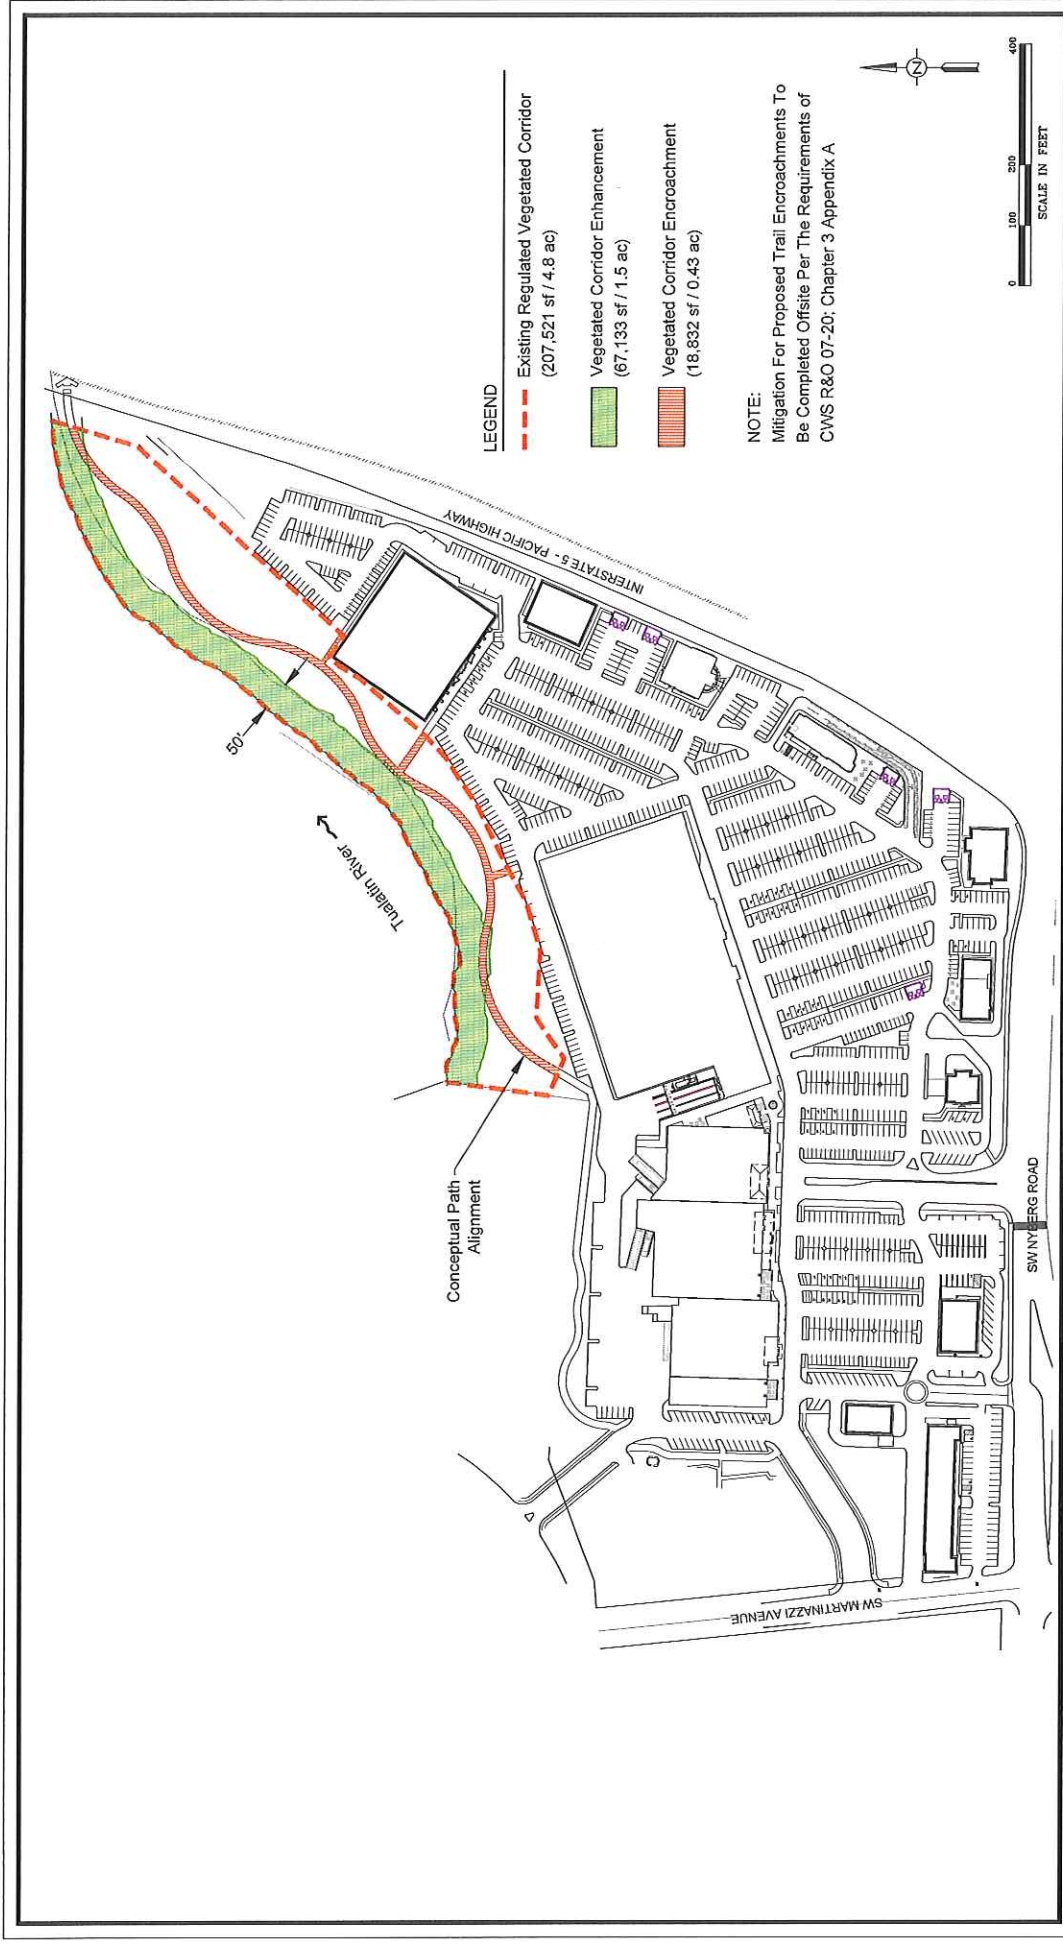 LEGEND
Existing Regulated Vegetated Corridor
(207,521 sf / 4.8 ac)
Vegetated Corridor Enhancement
(67,133 sf / 1.5 ac)
Vegetated Corridor Encroachment
(18,832 sf / 0.43 ac)
NOTE:
Mitigation For Proposed Trail Encroachments To
Be Completed Offsite Per The Requirements of
CWS R&O 07-20; Chapter 3 Appendix A
N
0 100 200 400
SCALE IN FEET
50'
Tualatin River
Conceptual Path
Alignment
INTERSTATE 5 - PACIFIC HIGHWAY
SW MARTINAZZI AVENUE
SW NYBERG ROAD